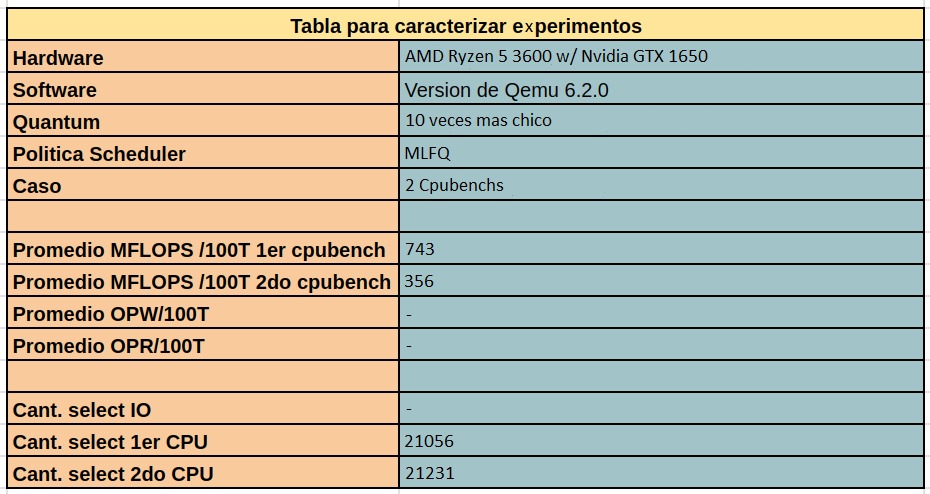 Tabla para caracterizar experimentos
Hardware AMD Ryzen 5 3600 w/ Nvidia GTX 1650
Software Version de Qemu 6.2.0
Quantum 10 veces mas chico
Politica Scheduler MLFQ
Caso 2 Cpubenchs
Promedio MFLOPS /100T 1er cpubench 743
Promedio MFLOPS /100T 2do cpubench 356
Promedio OPW/100T -
Promedio OPR/100T -
Cant. select IO -
Cant. select 1er CPU 21056
Cant. select 2do CPU 21231